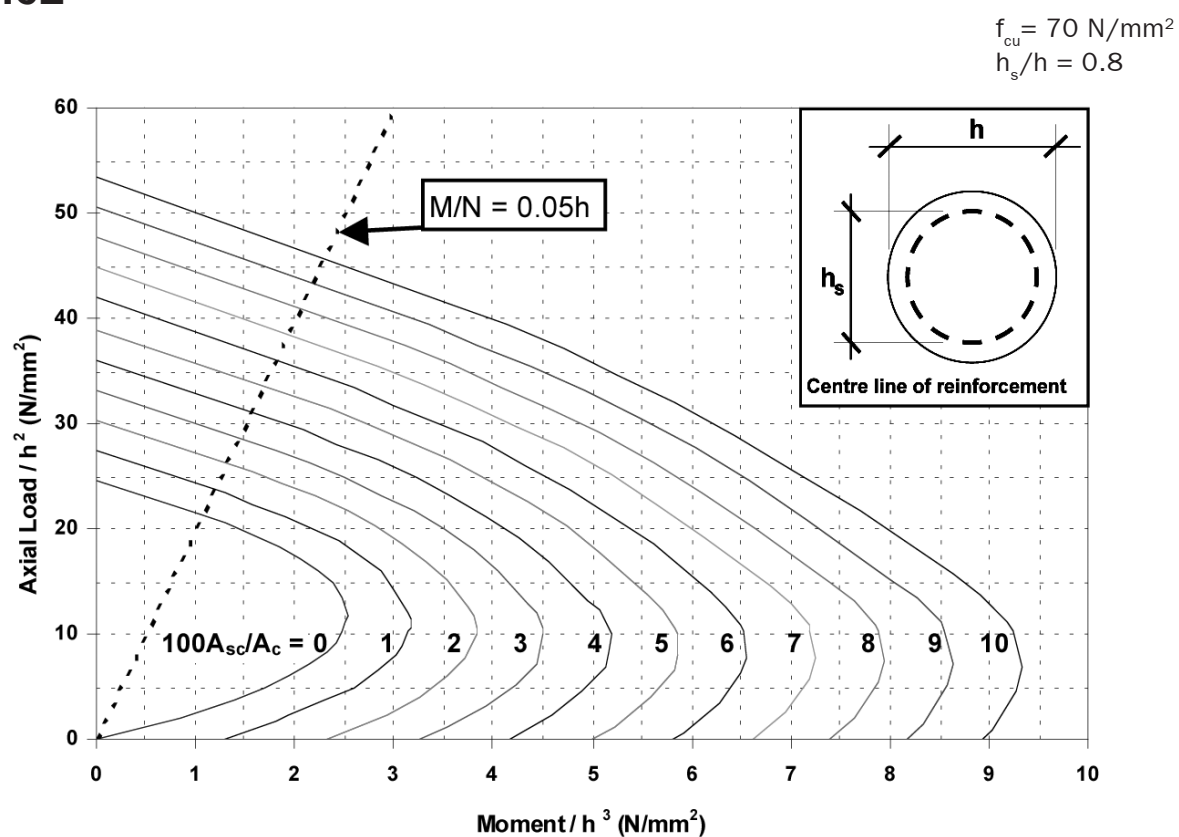 f_cu = 70 N/mm²
h_s/h = 0.8
60
50
40
30
20
10
0
Axial Load / h² (N/mm²)
M/N = 0.05h
h
h_s
Centre line of reinforcement
100A_sc/A_c = 0 1 2 3 4 5 6 7 8 9 10
0 1 2 3 4 5 6 7 8 9 10
Moment / h³ (N/mm²)